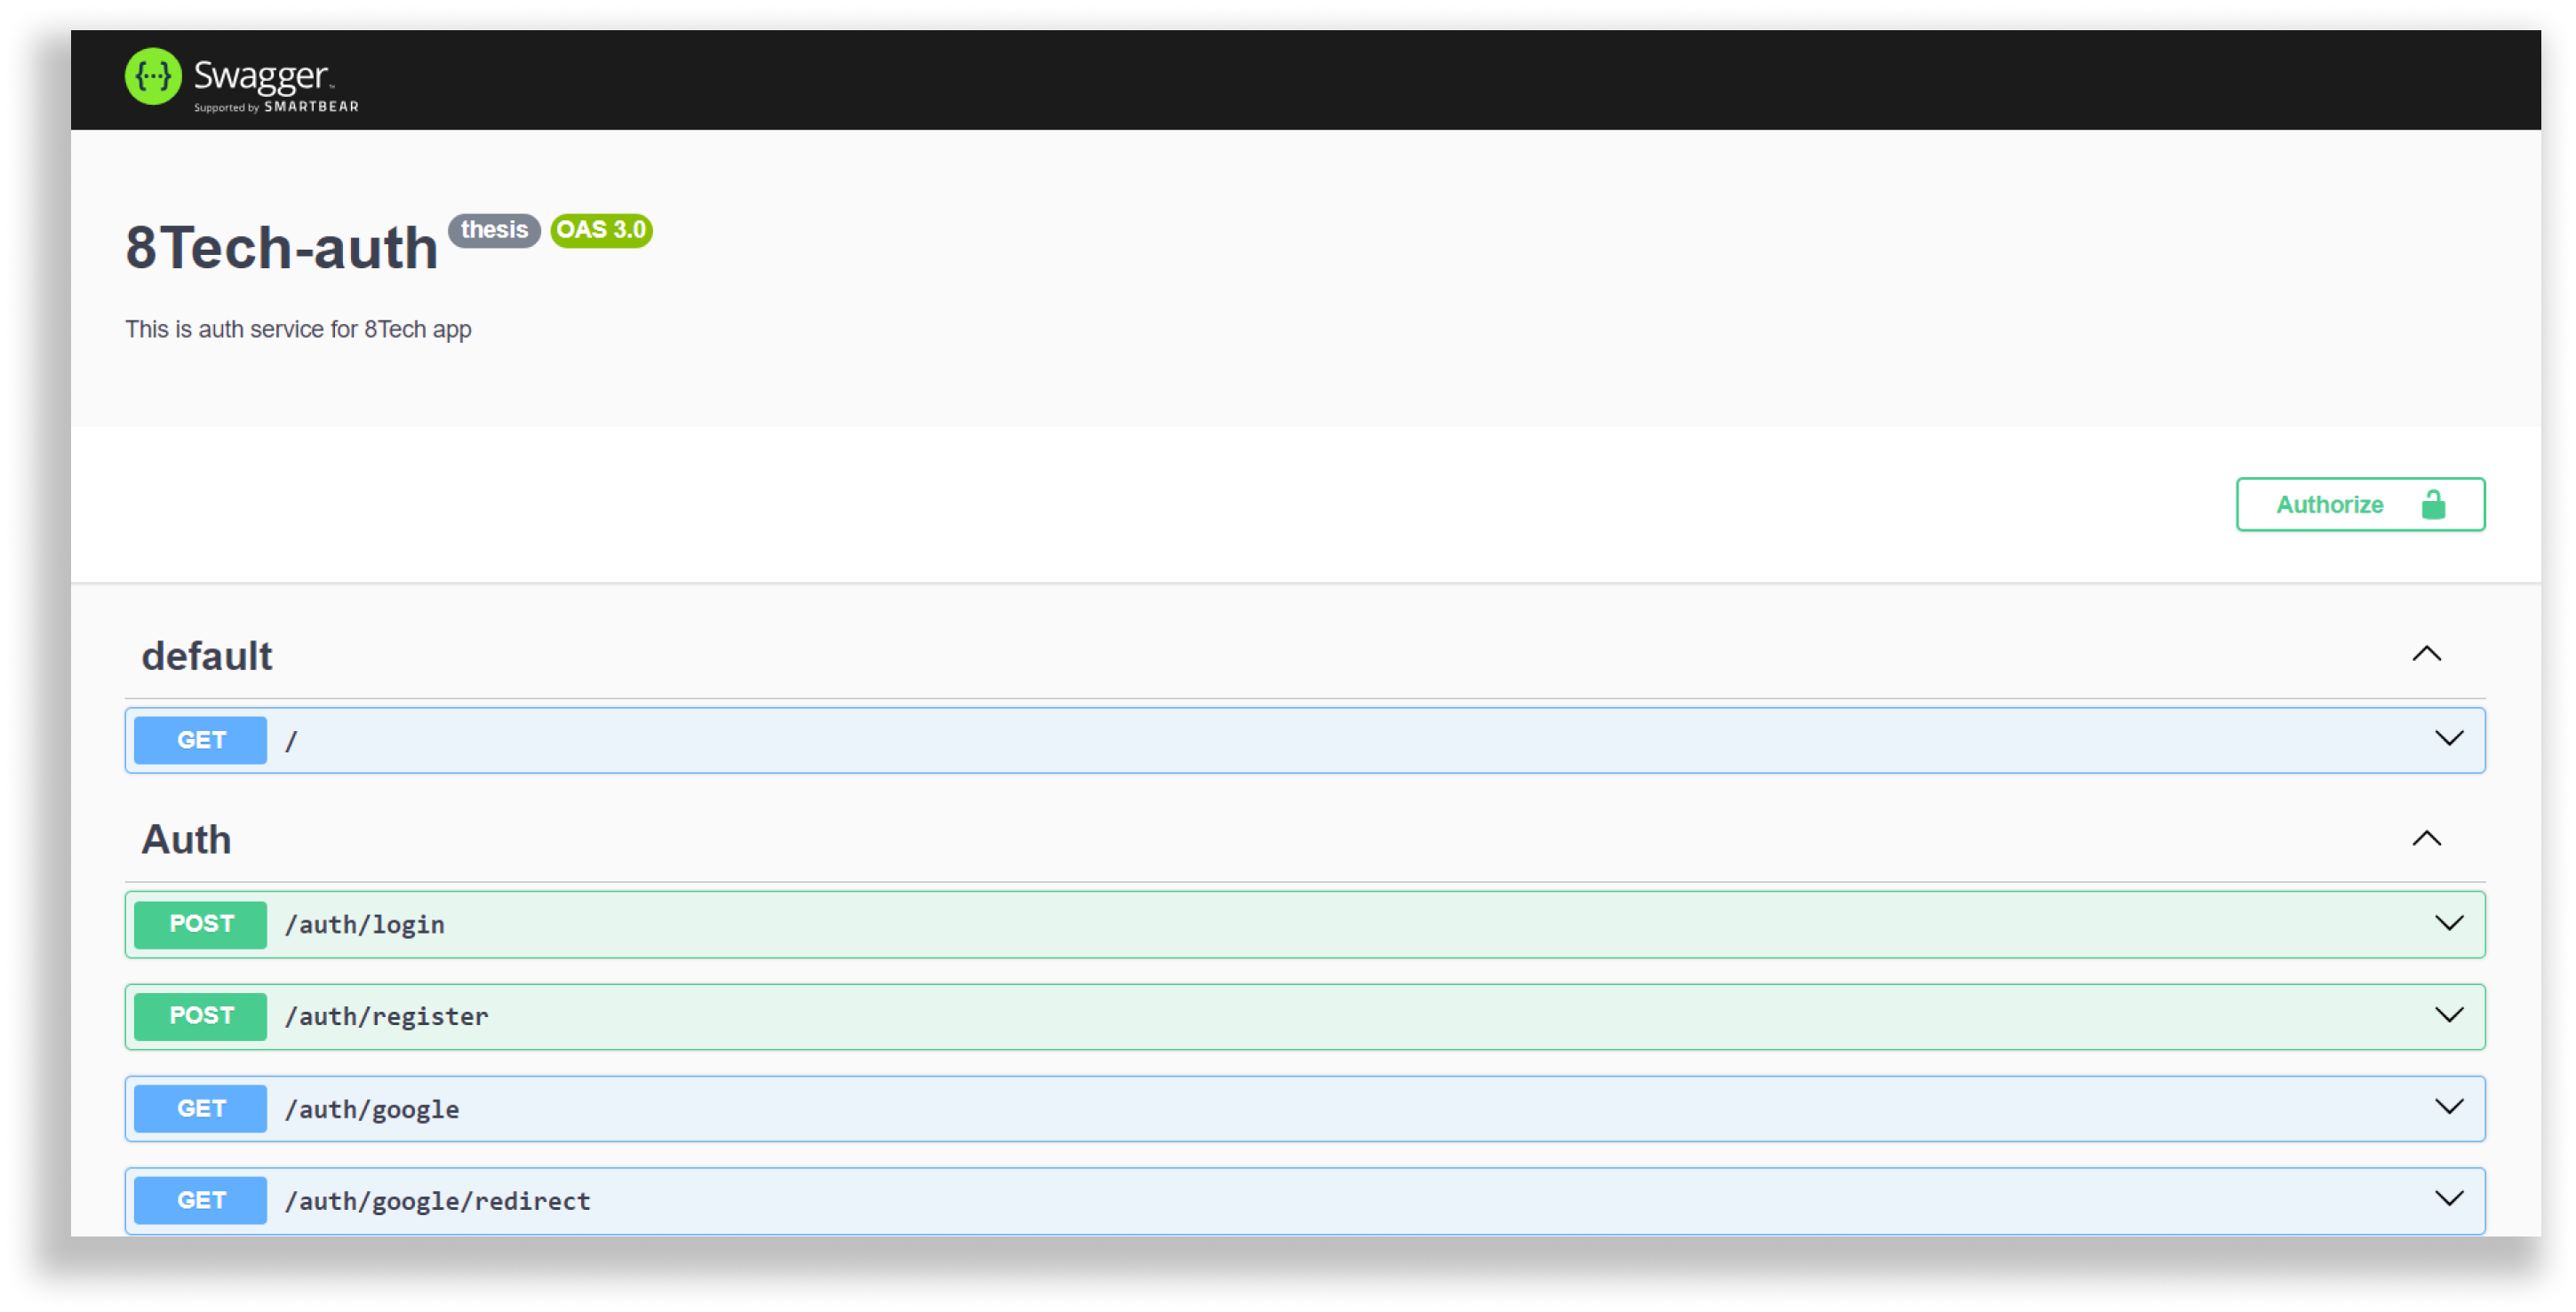 Swagger
Supported by SMARTBEAR
8Tech-auth thesis OAS 3.0
This is auth service for 8Tech app
Authorize
default
GET /
Auth
POST /auth/login
POST /auth/register
GET /auth/google
GET /auth/google/redirect